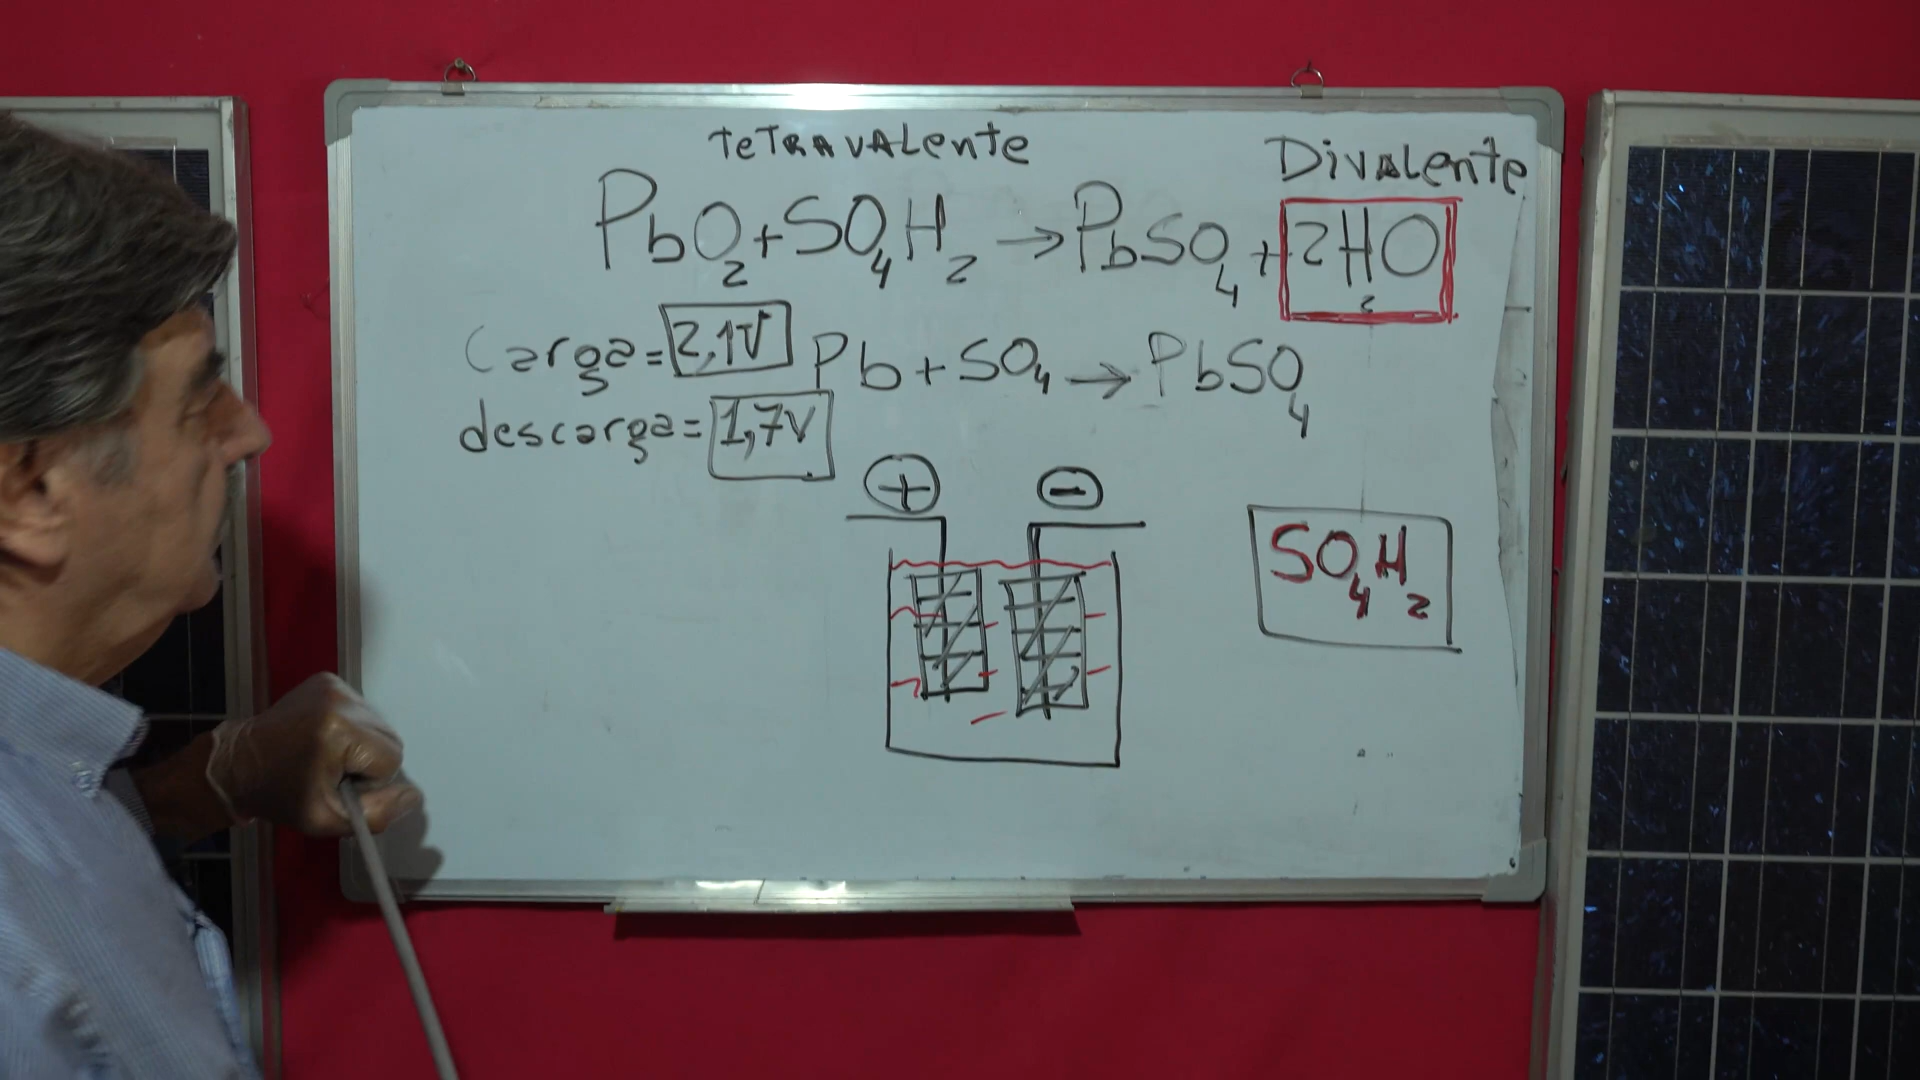 TeTRAVALente
Divalente
PbO₂+SO₄H₂→PbSO₄+2H₂O
Carga=2,1V
Pb+SO₄→PbSO₄
descarga=1,7V
+ -
SO₄H₂